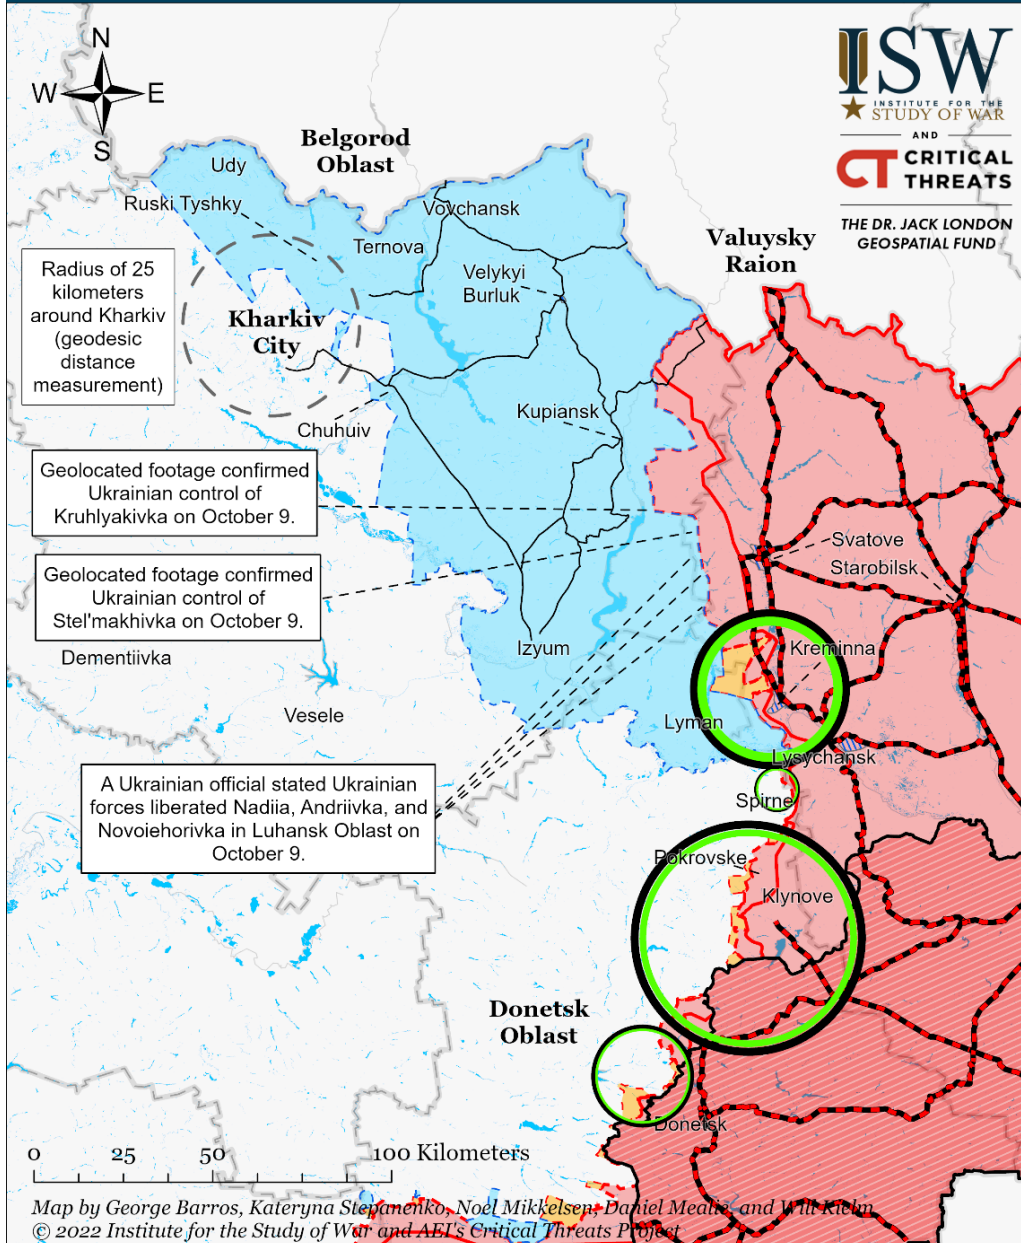 N
W
E
S
ISW
INSTITUTE FOR THE
STUDY OF WAR
AND
CT CRITICAL
THREATS
THE DR. JACK LONDON
GEOSPATIAL FUND
Belgorod
Oblast
Udy
Ruski Tyshky
Vovchansk
Ternova
Valuysky
Raion
Velykyi
Burluk
Radius of 25
kilometers
around Kharkiv
(geodesic
distance
measurement)
Kharkiv
City
Kupiansk
Chuhuiv
Geolocated footage confirmed
Ukrainian control of
Kruhlyakivka on October 9.
Svatove
Starobilsk
Geolocated footage confirmed
Ukrainian control of
Stel'makhivka on October 9.
Dementiivka
Izyum
Kreminna
Vesele
Lyman
Lysychansk
Spirne
A Ukrainian official stated Ukrainian
forces liberated Nadiia, Andriivka, and
Novoiehorivka in Luhansk Oblast on
October 9.
Pokrovske
Klynove
Donetsk
Oblast
Donetsk
0 25 50 100 Kilometers
Map by George Barros, Kateryna Stepanenko, Noel Mikkelsen, Daniel Mealie, and Will Kielm
© 2022 Institute for the Study of War and AEI's Critical Threats Project